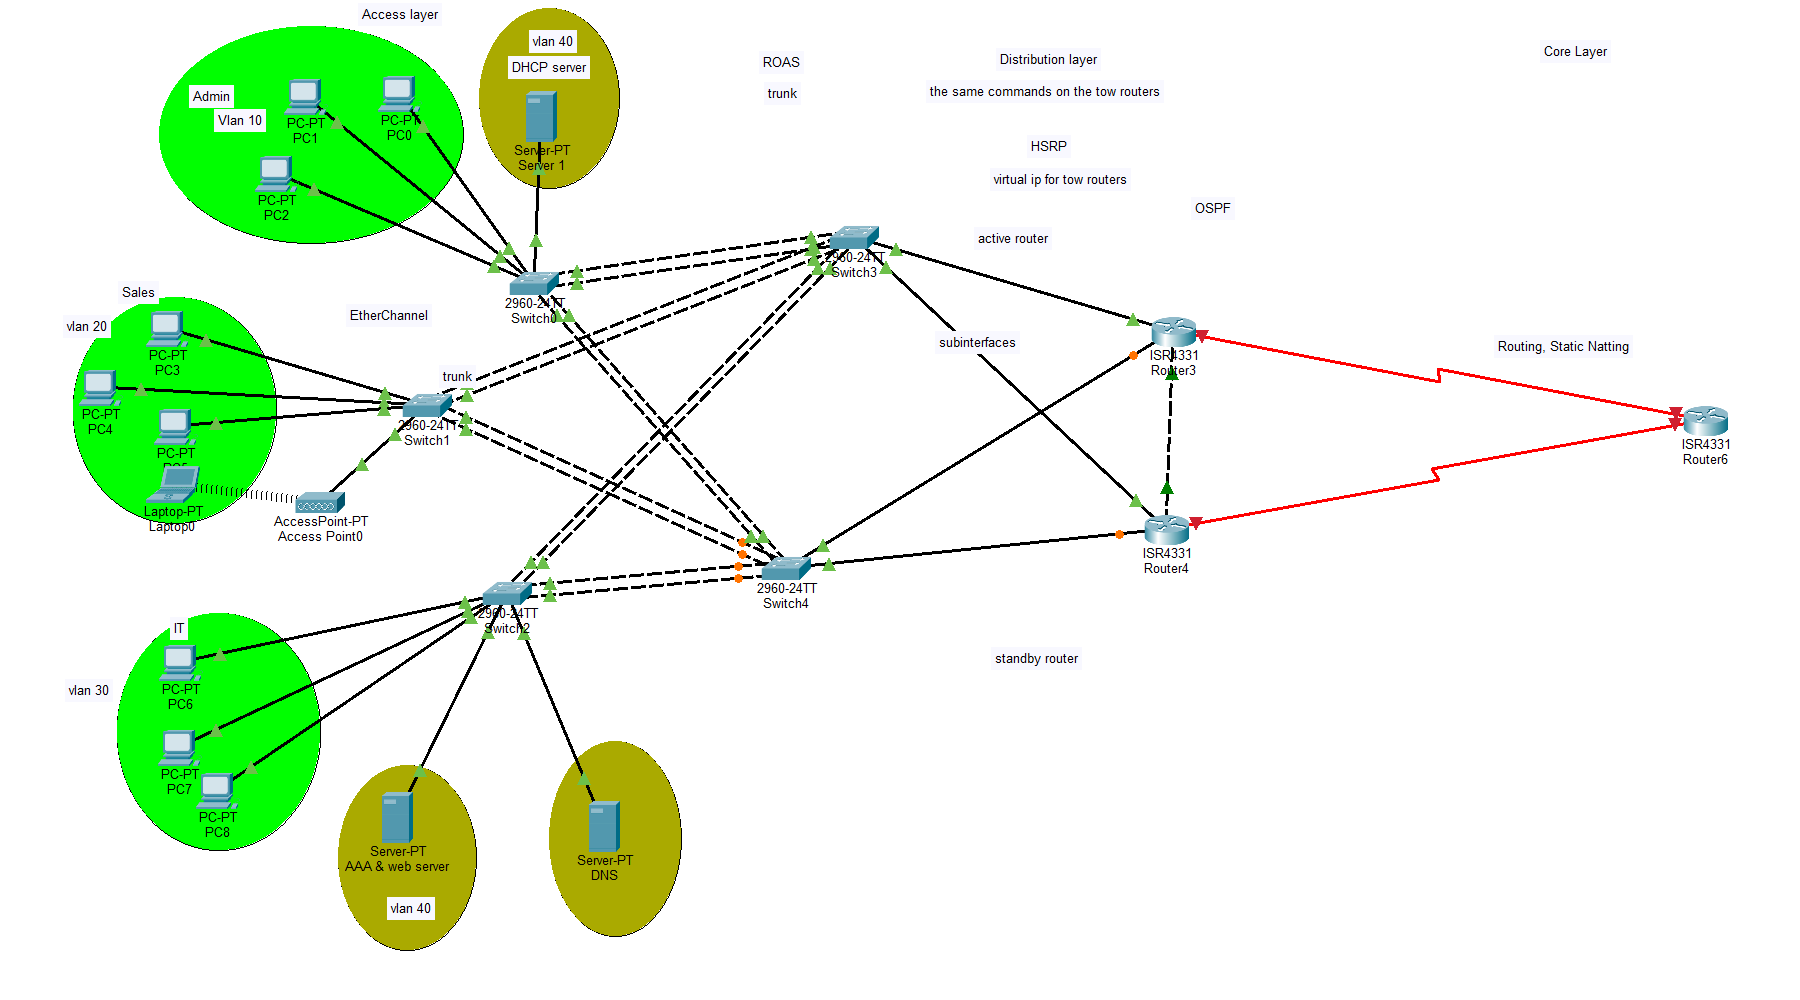 Access layer
vlan 40
DHCP server
Server-PT
Server 1
Admin
Vlan 10
PC-PT
PC1
PC-PT
PC0
PC-PT
PC2
ROAS
trunk
Distribution layer
the same commands on the tow routers
HSRP
virtual ip for tow routers
OSPF
active router
Core Layer
2960-24TT
Switch3
2960-24TT
Switch0
Sales
vlan 20
PC-PT
PC3
PC-PT
PC4
PC-PT
Laptop-PT
Laptop0
EtherChannel
trunk
2960-24TT
Switch1
AccessPoint-PT
Access Point0
subinterfaces
ISR4331
Router3
Routing, Static Natting
ISR4331
Router6
ISR4331
Router4
2960-24TT
Switch4
2960-24TT
Switch2
standby router
IT
vlan 30
PC-PT
PC6
PC-PT
PC7
PC-PT
PC8
Server-PT
AAA & web server
vlan 40
Server-PT
DNS